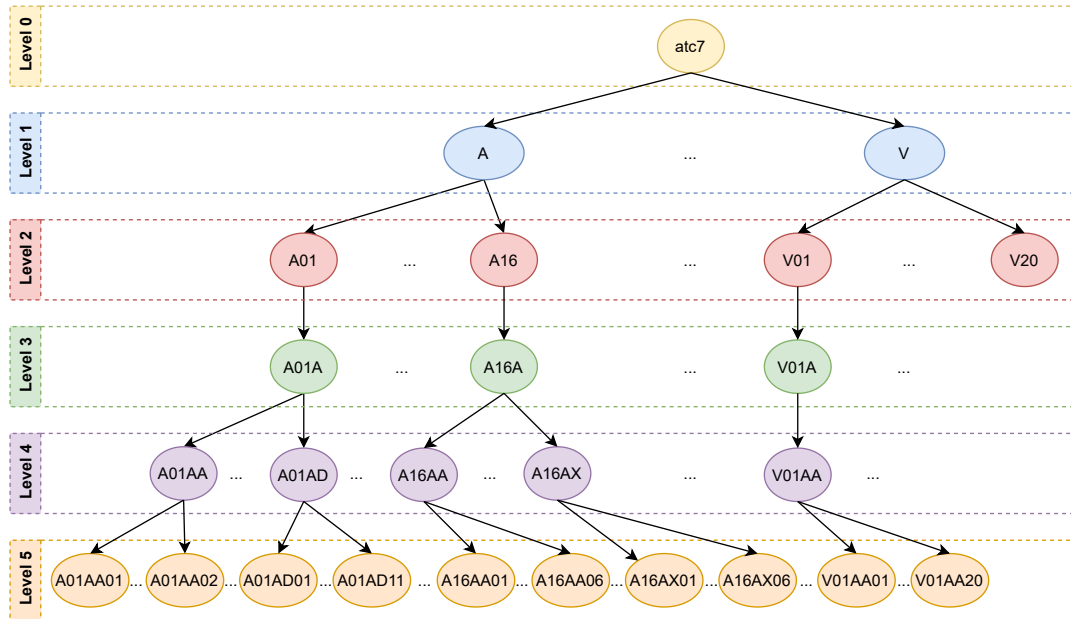 Level 0
atc7
Level 1
A
...
V
Level 2
A01
...
A16
...
V01
...
V20
Level 3
A01A
...
A16A
...
V01A
...
Level 4
A01AA
...
A01AD
...
A16AA
...
A16AX
...
V01AA
...
Level 5
A01AA01
...
A01AA02
...
A01AD01
...
A01AD11
...
A16AA01
...
A16AA06
...
A16AX01
...
A16AX06
...
V01AA01
...
V01AA20